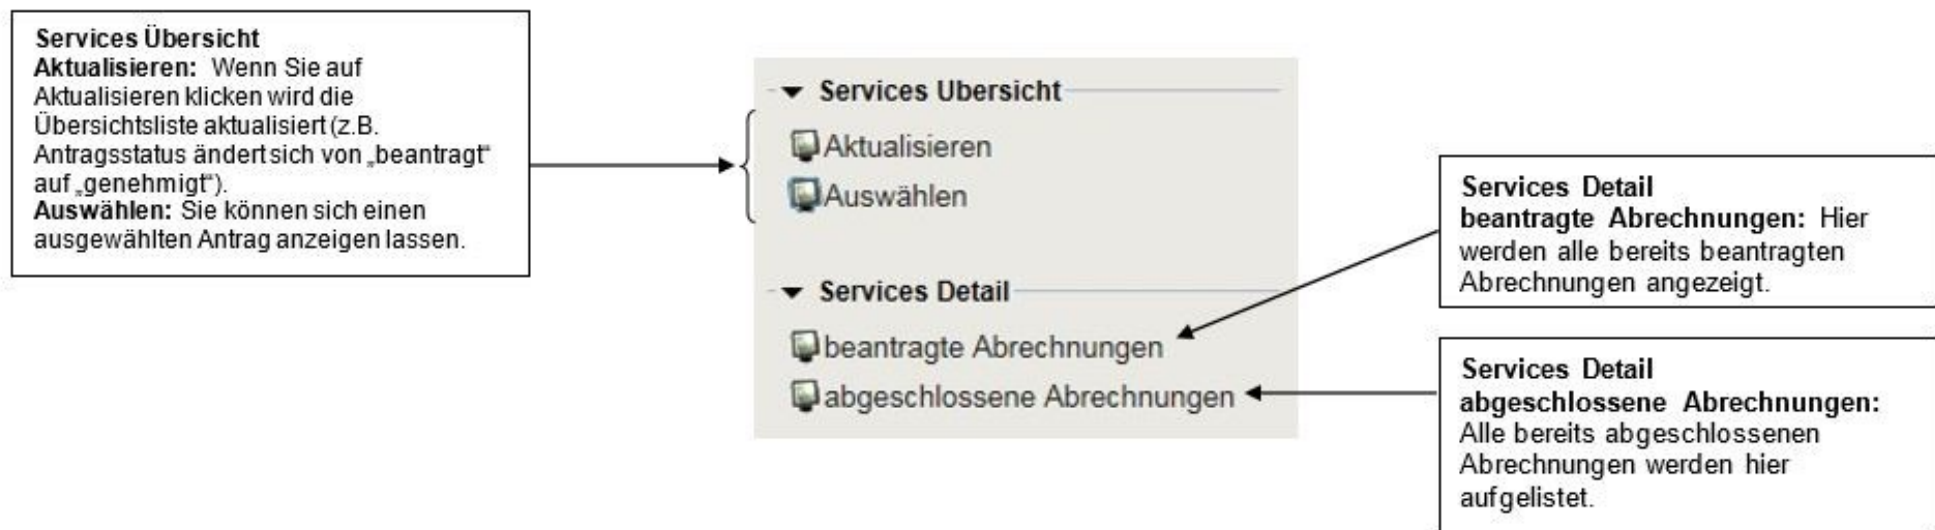 Services Übersicht
Aktualisieren: Wenn Sie auf
Aktualisieren klicken wird die
Übersichtsliste aktualisiert (z.B.
Antragsstatus ändert sich von „beantragt“
auf „genehmigt“).
Auswählen: Sie können sich einen
ausgewählten Antrag anzeigen lassen.
Services Ubersicht
Aktualisieren
Auswählen
Services Detail
beantragte Abrechnungen
abgeschlossene Abrechnungen
Services Detail
beantragte Abrechnungen: Hier
werden alle bereits beantragten
Abrechnungen angezeigt.
Services Detail
abgeschlossene Abrechnungen:
Alle bereits abgeschlossenen
Abrechnungen werden hier
aufgelistet.